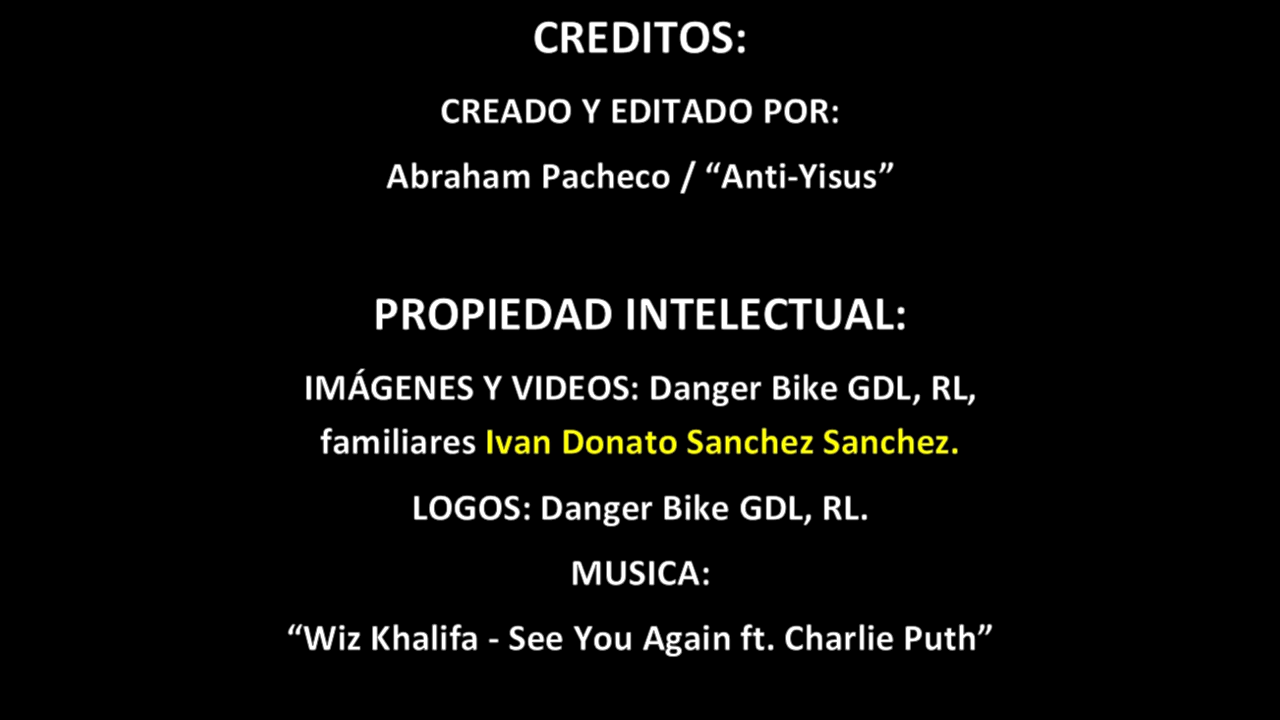 CREDITOS:
CREADO Y EDITADO POR:
Abraham Pacheco / “Anti-Yisus”
PROPIEDAD INTELECTUAL:
IMÁGENES Y VIDEOS: Danger Bike GDL, RL,
familiares Ivan Donato Sanchez Sanchez.
LOGOS: Danger Bike GDL, RL.
MUSICA:
“Wiz Khalifa - See You Again ft. Charlie Puth”